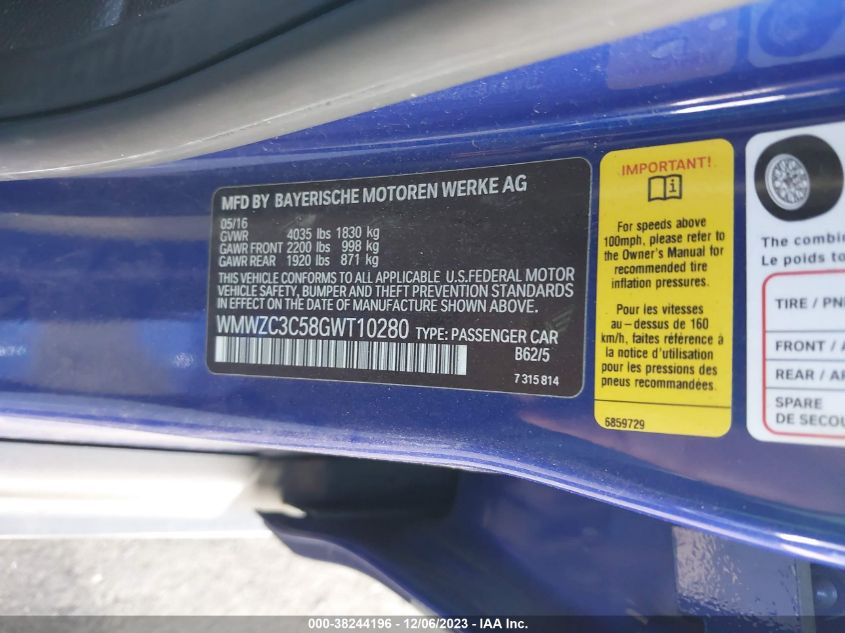 MFD BY BAYERISCHE MOTOREN WERKE AG
05/16
GVWR 4035 lbs 1830 kg
GAWR FRONT 2200 lbs 998 kg
GAWR REAR 1920 lbs 871 kg
THIS VEHICLE CONFORMS TO ALL APPLICABLE U.S.FEDERAL MOTOR
VEHICLE SAFETY, BUMPER AND THEFT PREVENTION STANDARDS
IN EFFECT ON THE DATE OF MANUFACTURE SHOWN ABOVE.
WMWZC3C58GWT10280 TYPE: PASSENGER CAR
B62/5
7 315 814
IMPORTANT!
For speeds above
100mph, please refer to
the Owner's Manual for
recommended tire
inflation pressures.
Pour les vitesses
au - dessus de 160
km/h, faites référence à
la notice d'utilisation
pour les pressions des
pneus recommandées.
6859729
The combin
Le poids to
TIRE / PNE
FRONT / A
REAR / AR
SPARE
DE SECOU
000-38244196 - 12/06/2023 - IAA Inc.